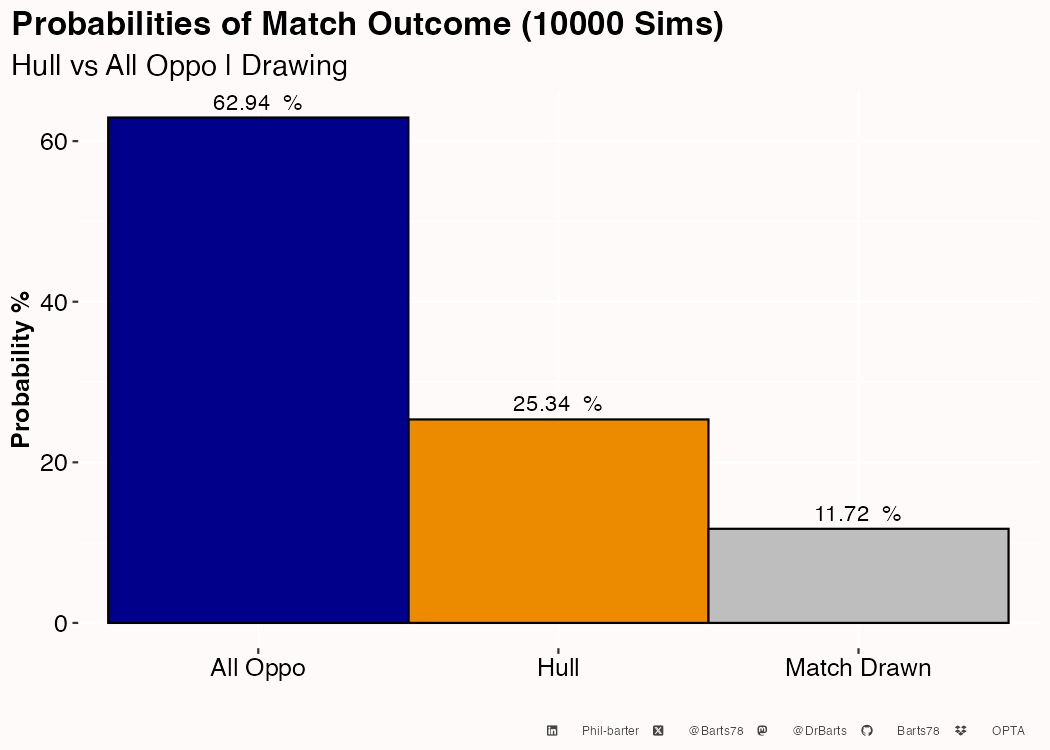 Probabilities of Match Outcome (10000 Sims)
Hull vs All Oppo | Drawing
62.94 %
60
40
25.34 %
20
11.72 %
0
Probability %
All Oppo Hull Match Drawn
Phil-barter @Barts78 @DrBarts Barts78 OPTA